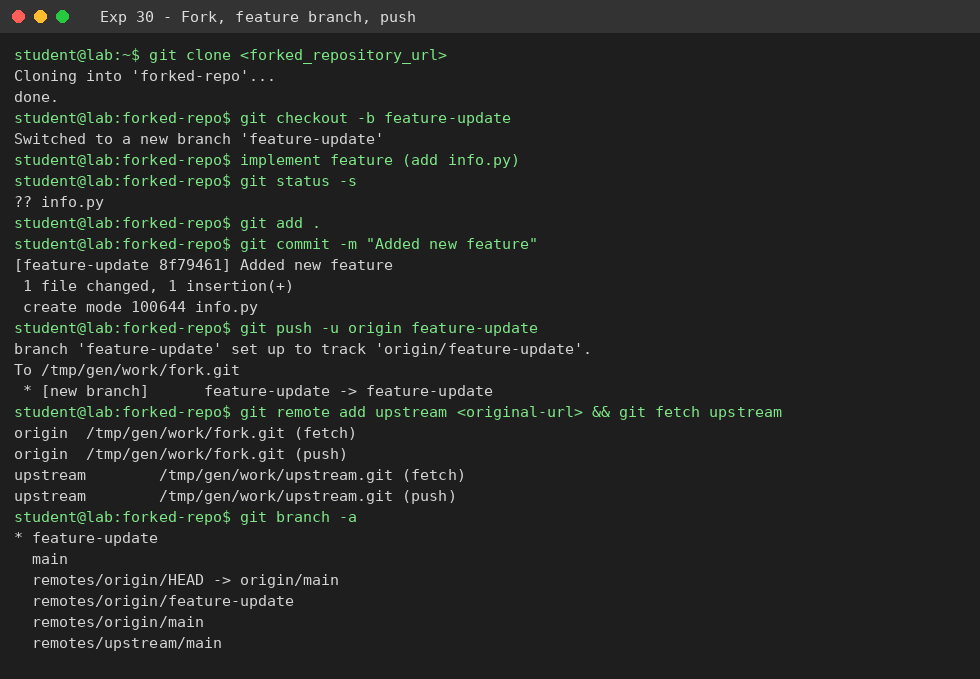 Exp 30 - Fork, feature branch, push
student@lab:~$ git clone <forked_repository_url>
Cloning into 'forked-repo'...
done.
student@lab:forked-repo$ git checkout -b feature-update
Switched to a new branch 'feature-update'
student@lab:forked-repo$ implement feature (add info.py)
student@lab:forked-repo$ git status -s
?? info.py
student@lab:forked-repo$ git add .
student@lab:forked-repo$ git commit -m "Added new feature"
[feature-update 8f79461] Added new feature
 1 file changed, 1 insertion(+)
 create mode 100644 info.py
student@lab:forked-repo$ git push -u origin feature-update
branch 'feature-update' set up to track 'origin/feature-update'.
To /tmp/gen/work/fork.git
 * [new branch]      feature-update -> feature-update
student@lab:forked-repo$ git remote add upstream <original-url> && git fetch upstream
origin  /tmp/gen/work/fork.git (fetch)
origin  /tmp/gen/work/fork.git (push)
upstream        /tmp/gen/work/upstream.git (fetch)
upstream        /tmp/gen/work/upstream.git (push)
student@lab:forked-repo$ git branch -a
* feature-update
  main
  remotes/origin/HEAD -> origin/main
  remotes/origin/feature-update
  remotes/origin/main
  remotes/upstream/main